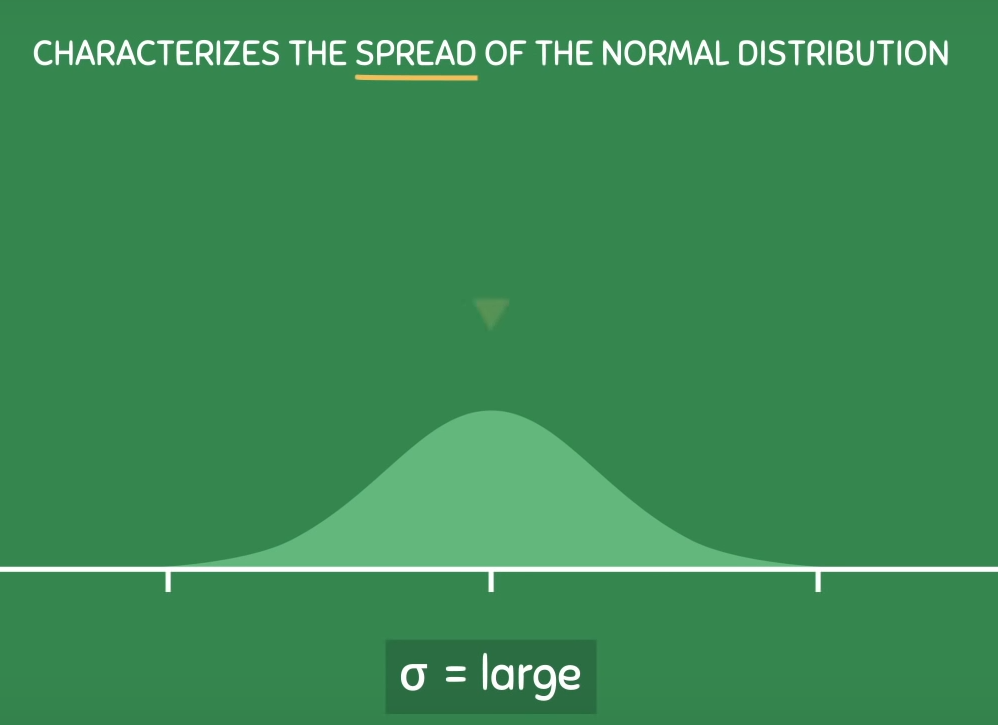 CHARACTERIZES THE SPREAD OF THE NORMAL DISTRIBUTION
σ = large